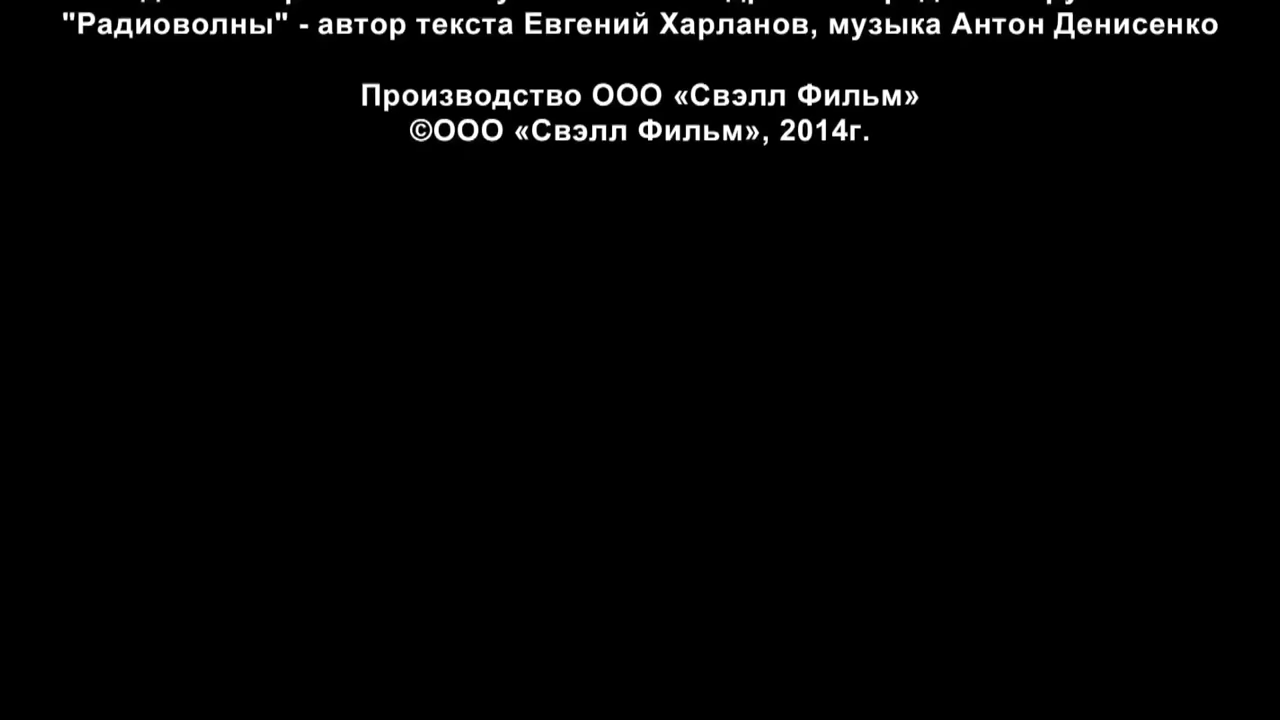 "Радиоволны" - автор текста Евгений Харланов, музыка Антон Денисенко
Производство ООО «Свэлл Фильм»
©ООО «Свэлл Фильм», 2014г.